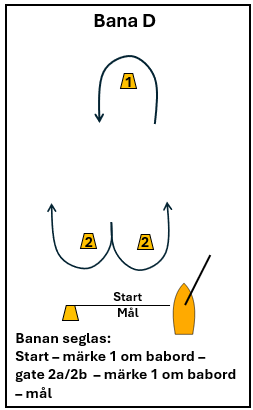 Bana D
1
2
2
Start
Mål
Banan seglas:
Start – märke 1 om babord –
gate 2a/2b – märke 1 om babord
– mål